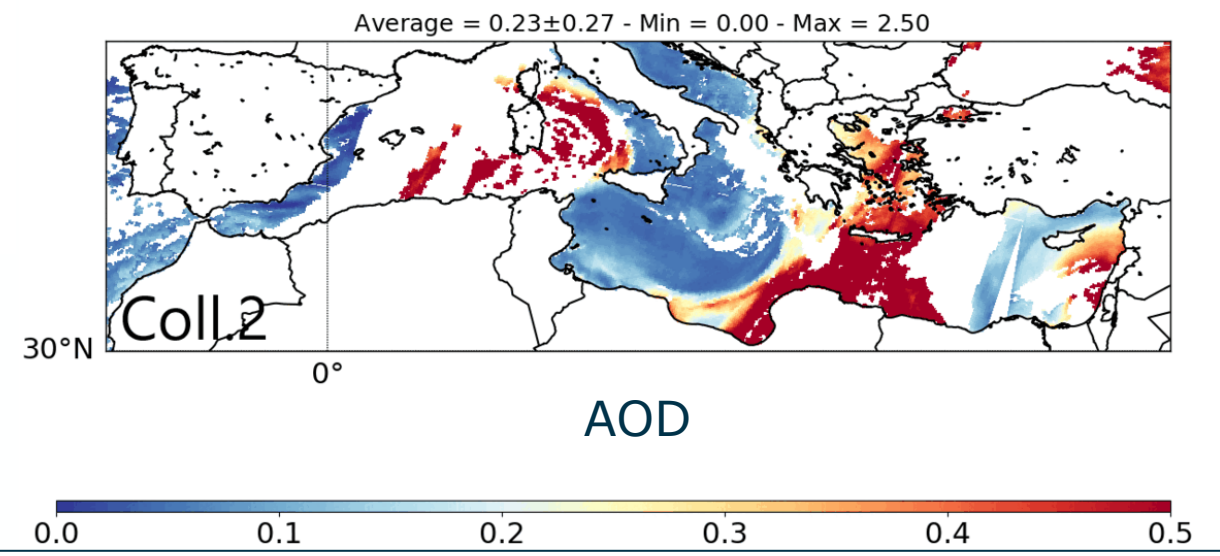 Average = 0.23±0.27 - Min = 0.00 - Max = 2.50
Coll.2
30°N
0°
AOD
0.0 0.1 0.2 0.3 0.4 0.5